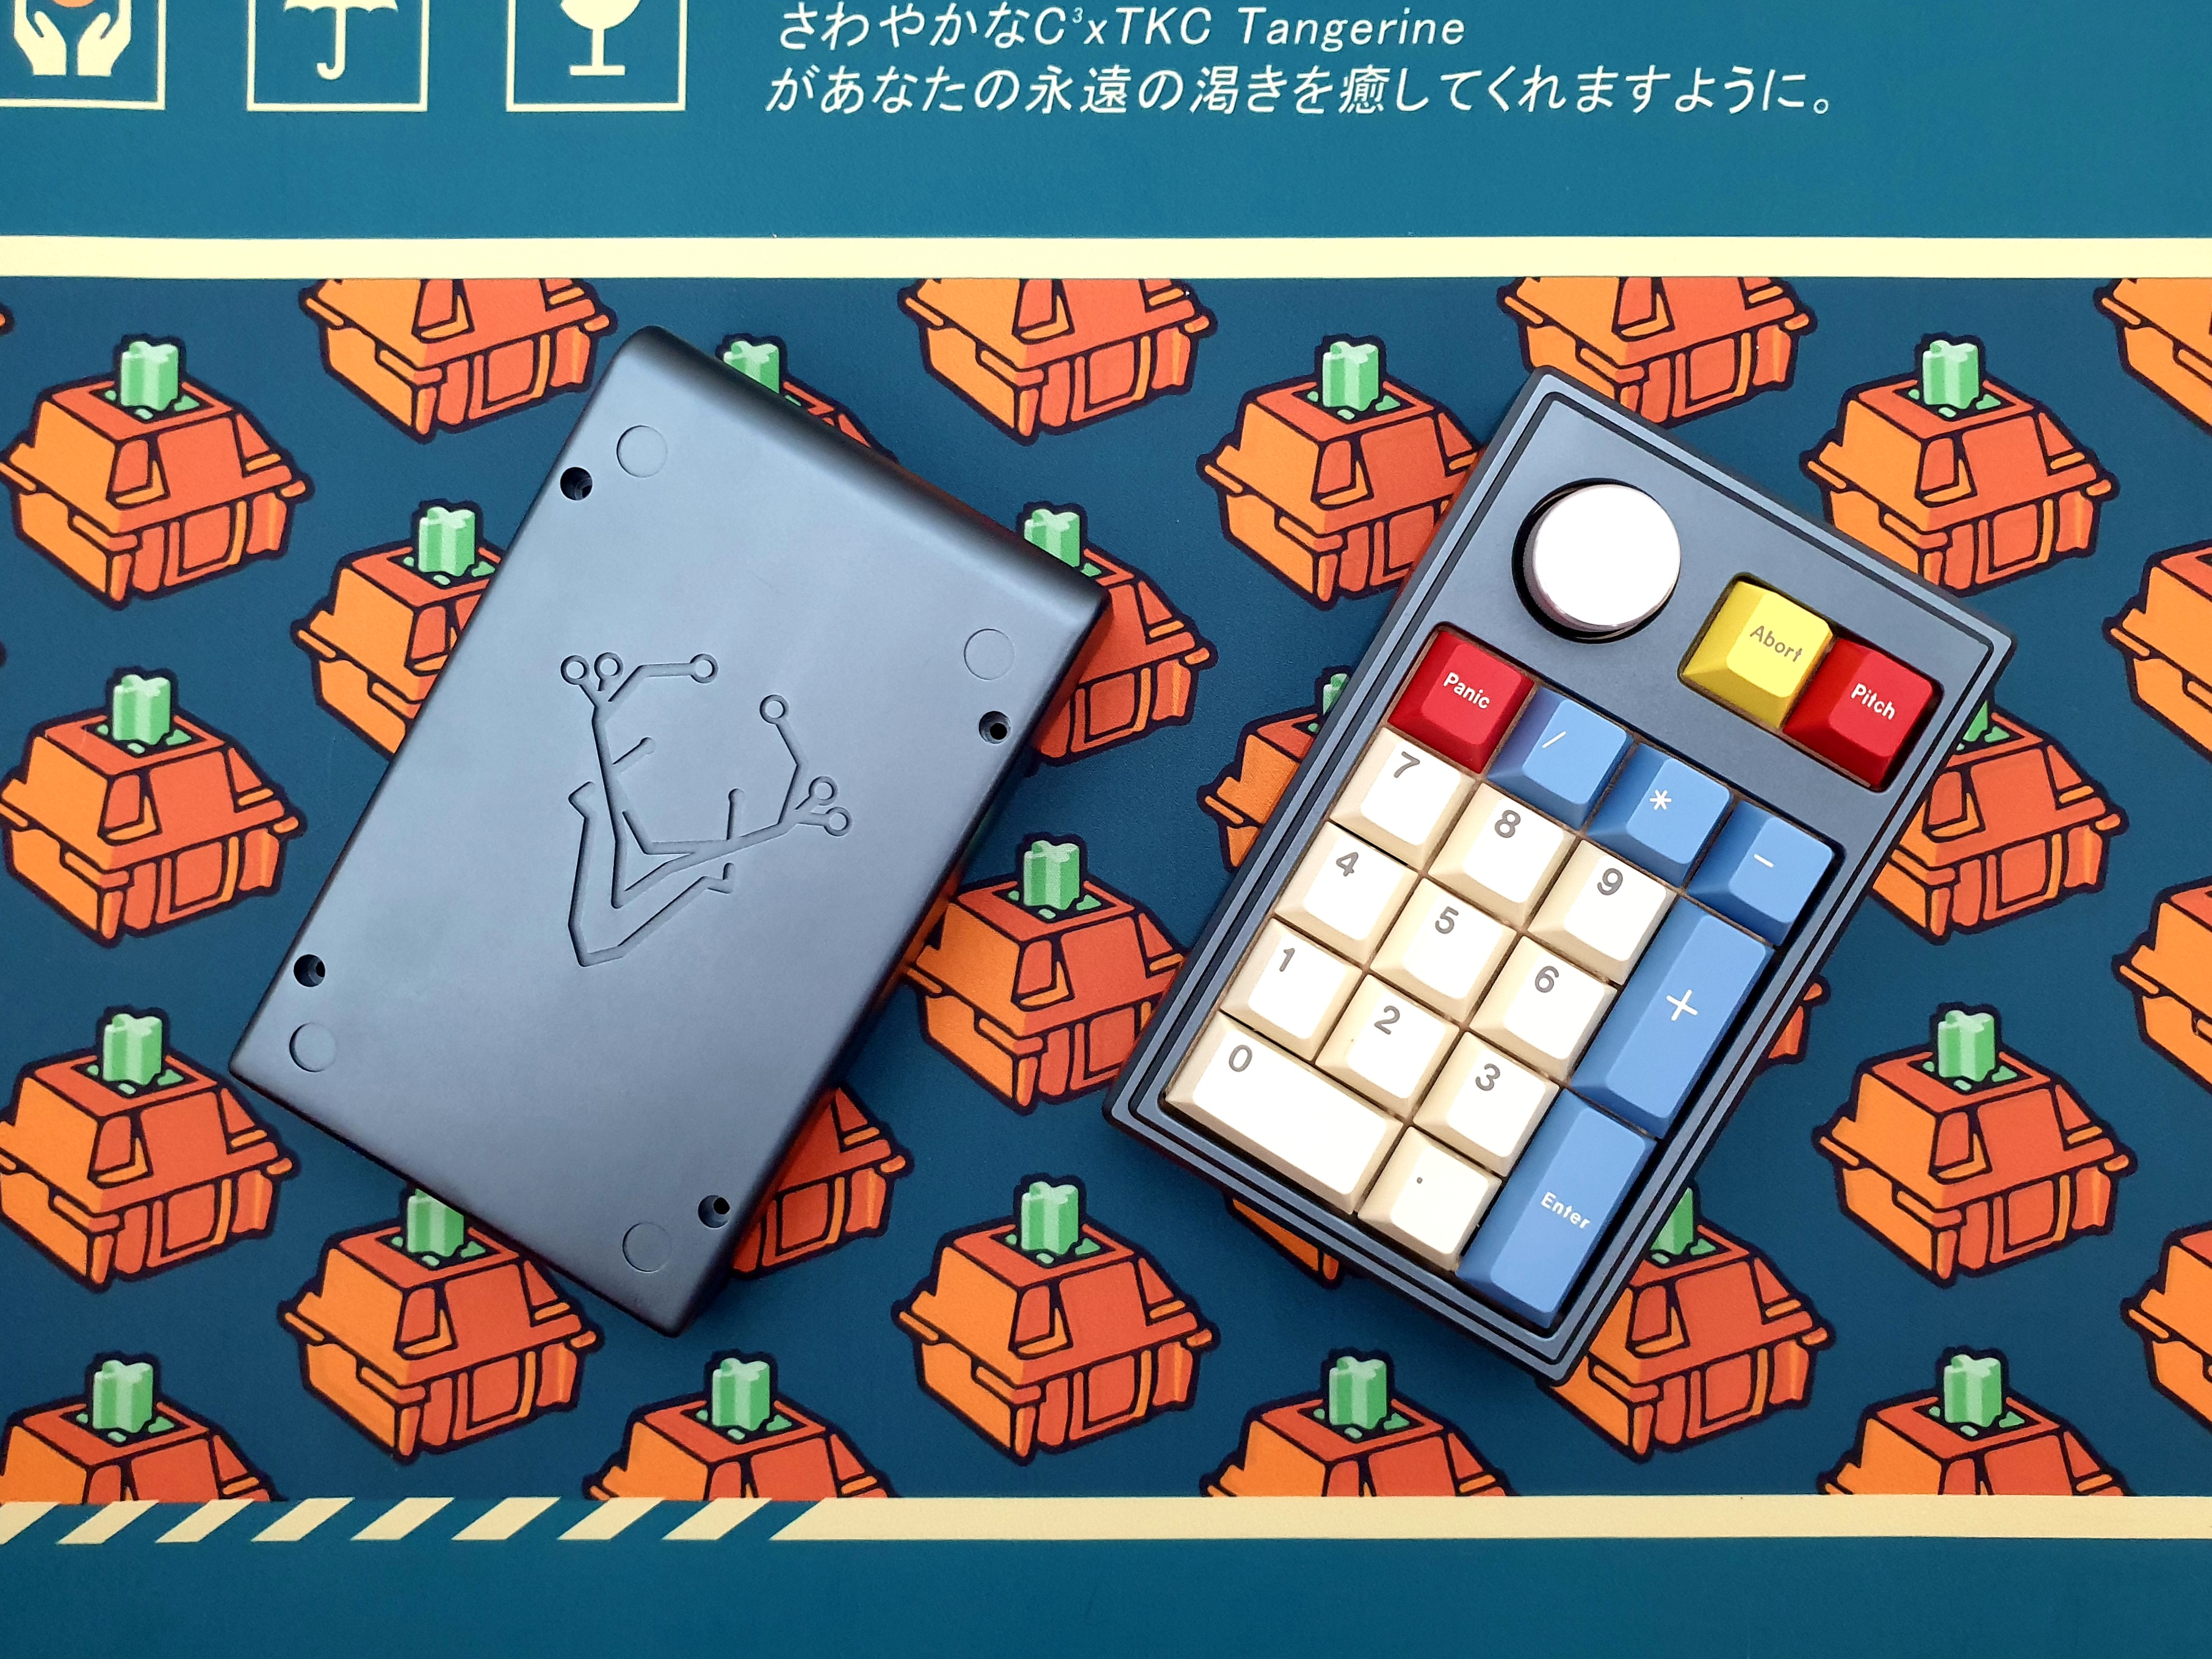 さわやかなC³xTKC Tangerine
があなたの永遠の渇きを癒してくれますように。
Abort
Pitch
Panic
/
*
-
7
8
9
+
4
5
6
1
2
3
Enter
0
.